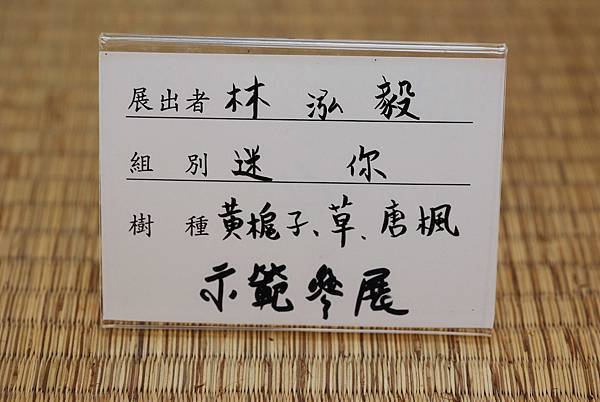 展出者 林泓毅
組別 迷你
樹種 黃梔子、草、唐楓
示範參展